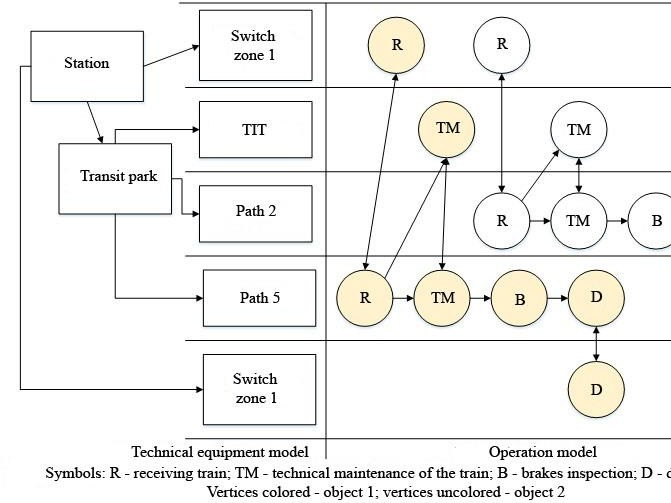 Station
Switch
zone 1
R
R
TIT
TM
TM
Transit park
Path 2
R
TM
B
Path 5
R
TM
B
D
Switch
zone 1
D
Technical equipment model
Operation model
Symbols: R - receiving train; TM - technical maintenance of the train; B - brakes inspection; D -
Vertices colored - object 1; vertices uncolored - object 2